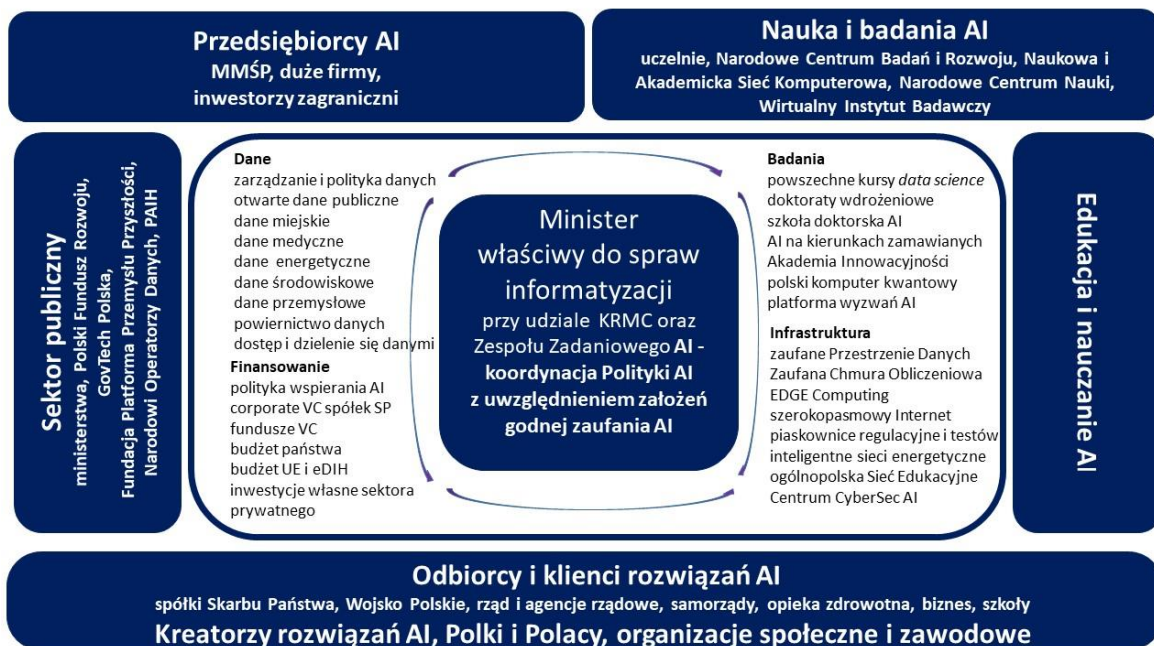 Przedsiębiorcy AI
MMŚP, duże firmy,
inwestorzy zagraniczni
Nauka i badania AI
uczelnie, Narodowe Centrum Badań i Rozwoju, Naukowa i
Akademicka Sieć Komputerowa, Narodowe Centrum Nauki,
Wirtualny Instytut Badawczy
Sektor publiczny
ministerstwa, Polski Fundusz Rozwoju,
GovTech Polska,
Fundacja Platforma Przemysłu Przyszłości,
Narodowi Operatorzy Danych, PAIH
Dane
zarządzanie i polityka danych
otwarte dane publiczne
dane miejskie
dane medyczne
dane energetyczne
dane środowiskowe
dane przemysłowe
powiernictwo danych
dostęp i dzielenie się danymi
Finansowanie
polityka wspierania AI
corporate VC spółek SP
fundusze VC
budżet państwa
budżet UE i eDIH
inwestycje własne sektora
prywatnego
Minister
właściwy do spraw
informatyzacji
przy udziale KRMC oraz
Zespołu Zadaniowego AI -
koordynacja Polityki AI
z uwzględnieniem założeń
godnej zaufania AI
Badania
powszechne kursy data science
doktoraty wdrożeniowe
szkoła doktorska AI
AI na kierunkach zamawianych
Akademia Innowacyjności
polski komputer kwantowy
platforma wyzwań AI
Infrastruktura
zaufane Przestrzenie Danych
Zaufana Chmura Obliczeniowa
EDGE Computing
szerokopasmowy Internet
piaskownice regulacyjne i testów
inteligentne sieci energetyczne
ogólnopolska Sieć Edukacyjne
Centrum CyberSec AI
Edukacja i nauczanie AI
Odbiorcy i klienci rozwiązań AI
spółki Skarbu Państwa, Wojsko Polskie, rząd i agencje rządowe, samorządy, opieka zdrowotna, biznes, szkoły
Kreatorzy rozwiązań AI, Polki i Polacy, organizacje społeczne i zawodowe